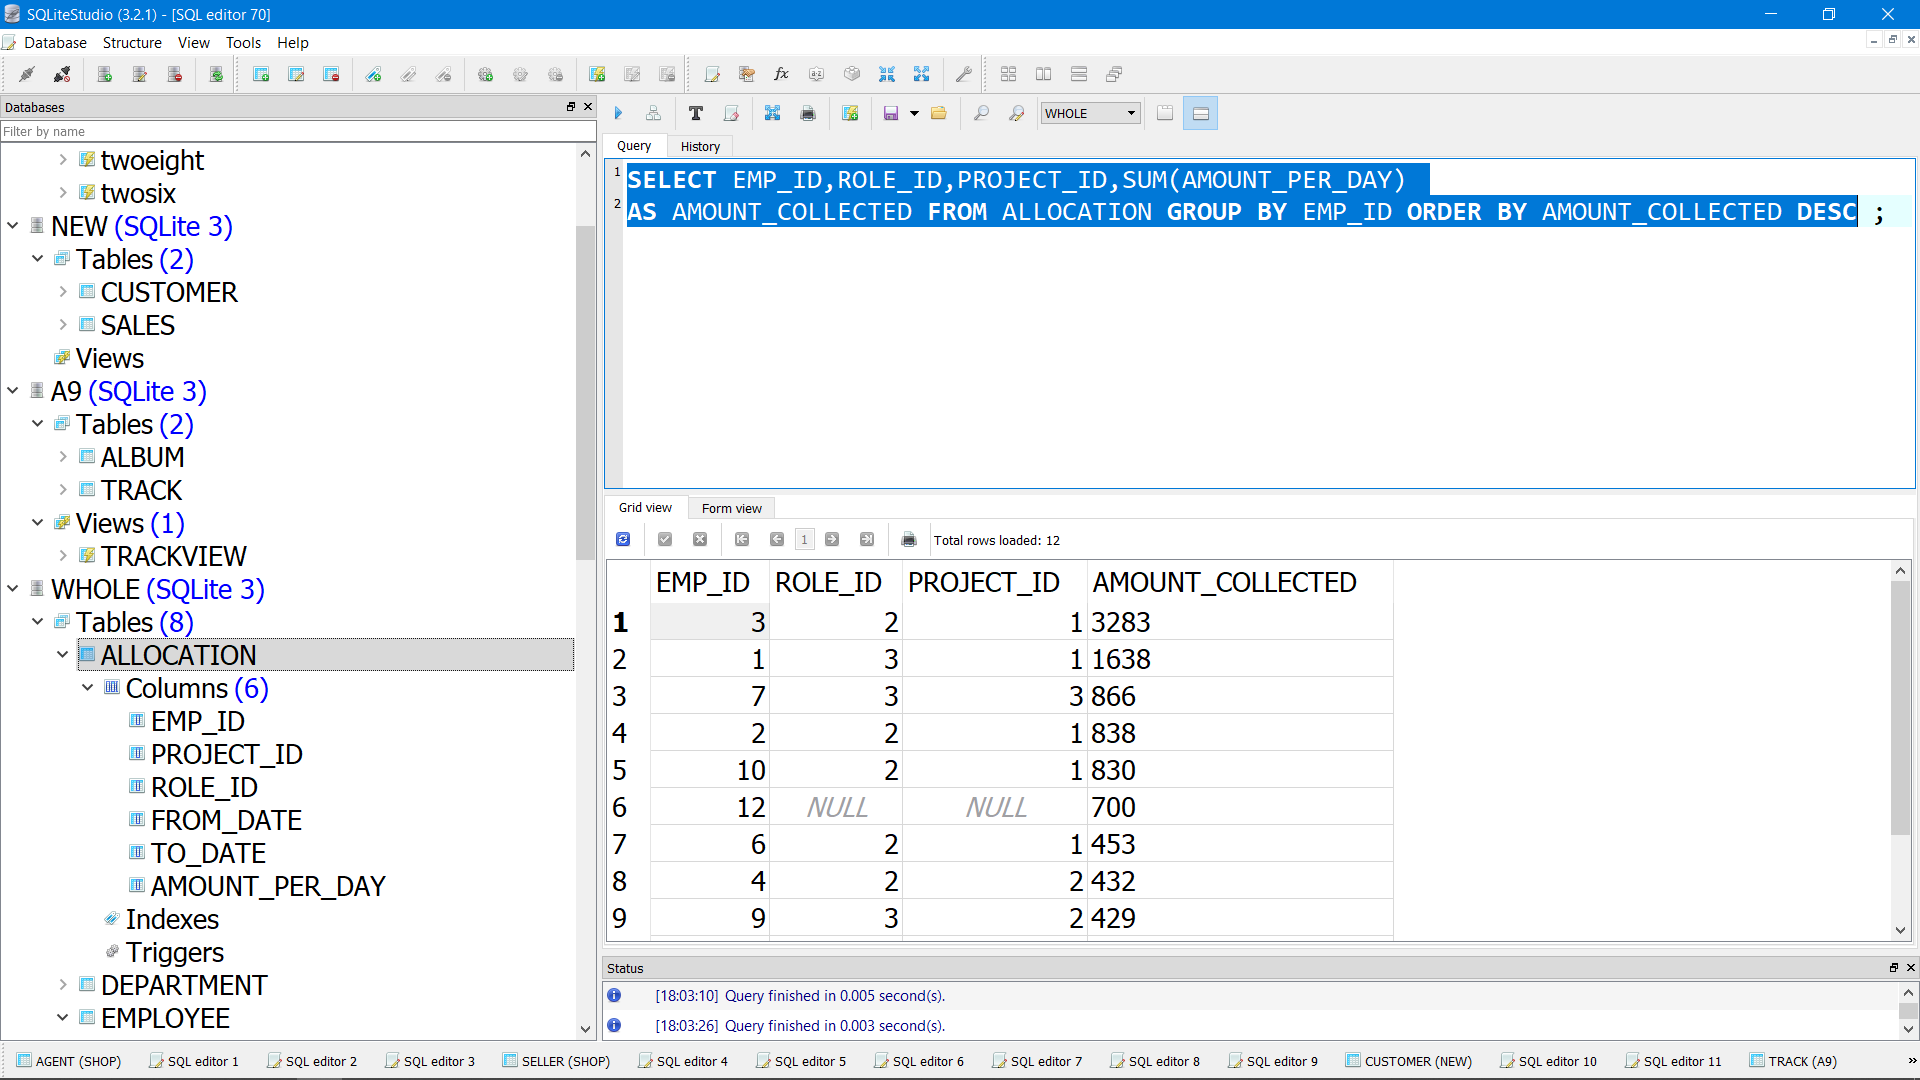 SQLiteStudio (3.2.1) - [SQL editor 70]
Database Structure View Tools Help
Databases
Filter by name
twoeight
twosix
NEW (SQLite 3)
Tables (2)
CUSTOMER
SALES
Views
A9 (SQLite 3)
Tables (2)
ALBUM
TRACK
Views (1)
TRACKVIEW
WHOLE (SQLite 3)
Tables (8)
ALLOCATION
Columns (6)
EMP_ID
PROJECT_ID
ROLE_ID
FROM_DATE
TO_DATE
AMOUNT_PER_DAY
Indexes
Triggers
DEPARTMENT
EMPLOYEE
WHOLE
Query History
1 SELECT EMP_ID,ROLE_ID,PROJECT_ID,SUM(AMOUNT_PER_DAY)
2 AS AMOUNT_COLLECTED FROM ALLOCATION GROUP BY EMP_ID ORDER BY AMOUNT_COLLECTED DESC ;
Grid view Form view
1 Total rows loaded: 12
EMP_ID ROLE_ID PROJECT_ID AMOUNT_COLLECTED
1 3 2 1 3283
2 1 3 1 1638
3 7 3 3 866
4 2 2 1 838
5 10 2 1 830
6 12 NULL NULL 700
7 6 2 1 453
8 4 2 2 432
9 9 3 2 429
Status
[18:03:10] Query finished in 0.005 second(s).
[18:03:26] Query finished in 0.003 second(s).
AGENT (SHOP) SQL editor 1 SQL editor 2 SQL editor 3 SELLER (SHOP) SQL editor 4 SQL editor 5 SQL editor 6 SQL editor 7 SQL editor 8 SQL editor 9 CUSTOMER (NEW) SQL editor 10 SQL editor 11 TRACK (A9) »